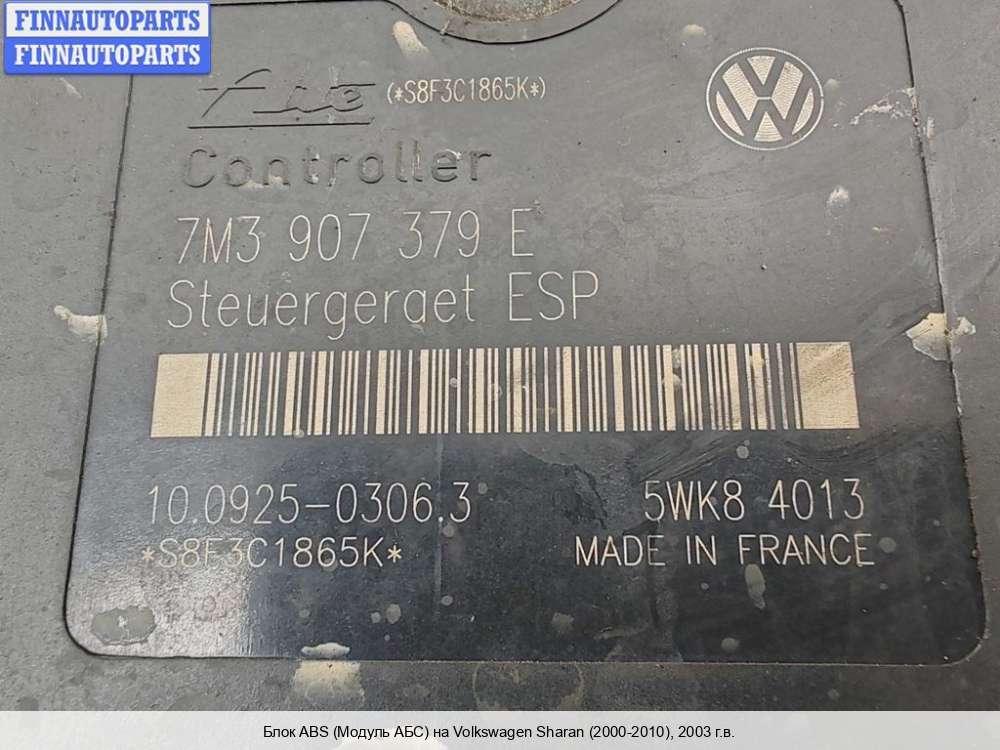 FINNAUTOPARTS
FINNAUTOPARTS
Ate (*S8F3C1865K*)
Controller
7M3 907 379 E
Steuergeraet ESP
10.0925-0306.3 5WK8 4013
*S8F3C1865K* MADE IN FRANCE
Блок ABS (Модуль АБС) на Volkswagen Sharan (2000-2010), 2003 г.в.